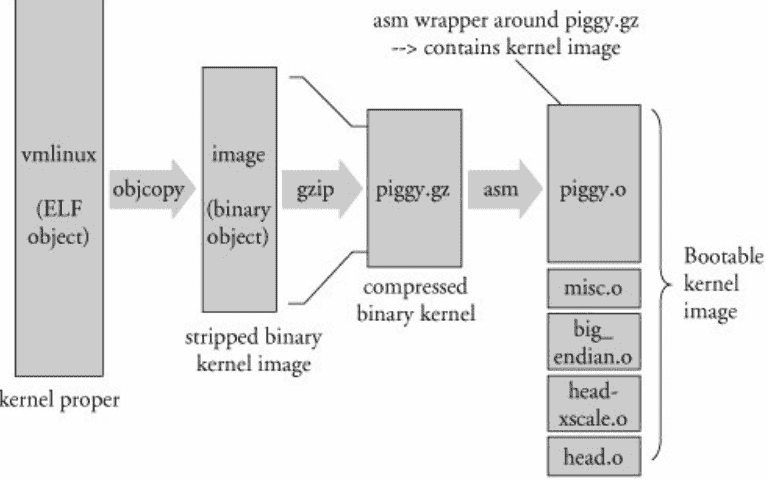 asm wrapper around piggy.gz
--> contains kernel image
vmlinux
(ELF
object)
objcopy
image
(binary
object)
gzip
piggy.gz
asm
piggy.o
misc.o
big_
endian.o
head-
xscale.o
head.o
Bootable
kernel
image
compressed
binary kernel
stripped binary
kernel image
kernel proper